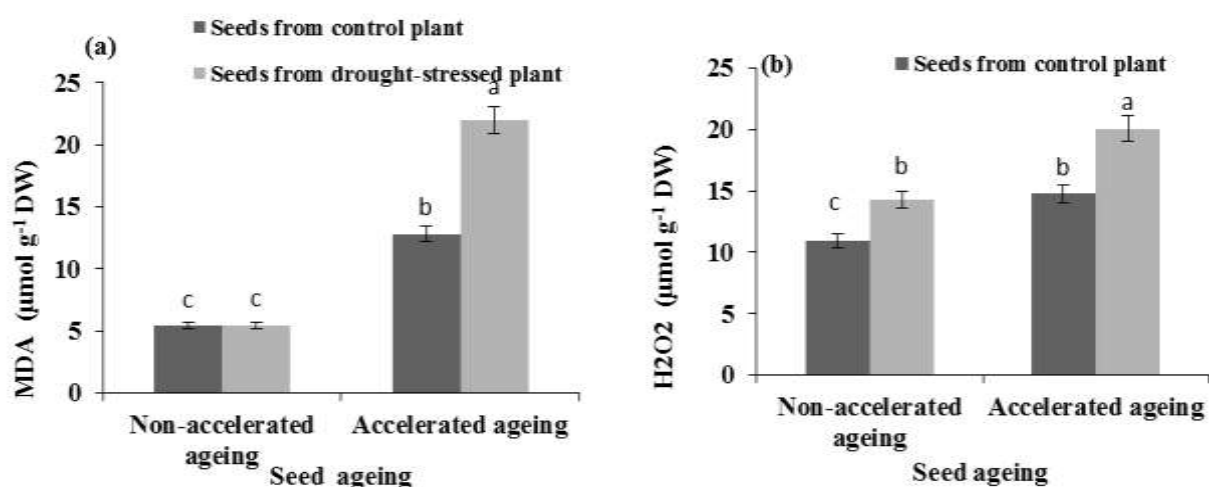 (a)
Seeds from control plant
Seeds from drought-stressed plant
MDA (µmol g-1 DW)
25
20
15
10
5
0
c
c
b
a
Non-accelerated
ageing
Accelerated ageing
Seed ageing
(b)
Seeds from control plant
H2O2 (µmol g-1 DW)
25
20
15
10
5
0
c
b
b
a
Non-accelerated
ageing
Accelerated ageing
Seed ageing